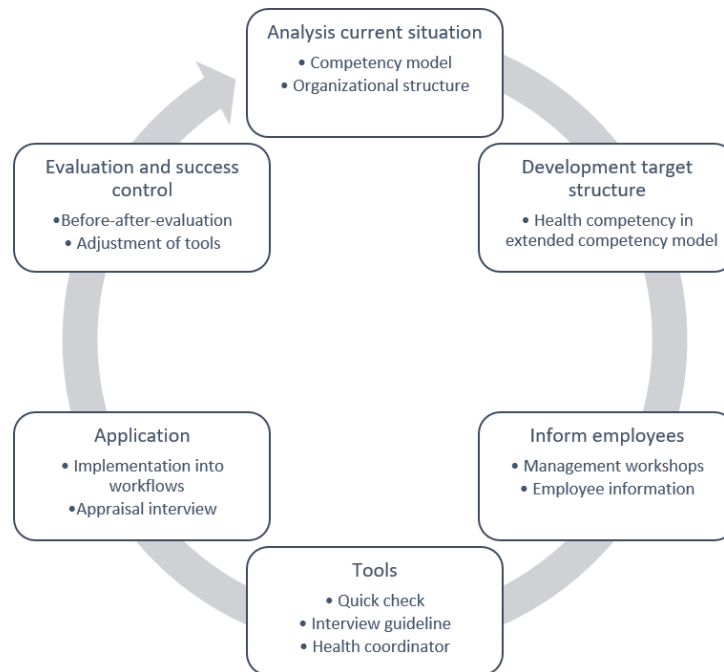 Analysis current situation
• Competency model
• Organizational structure
Development target
structure
• Health competency in
extended competency model
Inform employees
• Management workshops
• Employee information
Tools
• Quick check
• Interview guideline
• Health coordinator
Application
• Implementation into
workflows
•Appraisal interview
Evaluation and success
control
•Before-after-evaluation
• Adjustment of tools